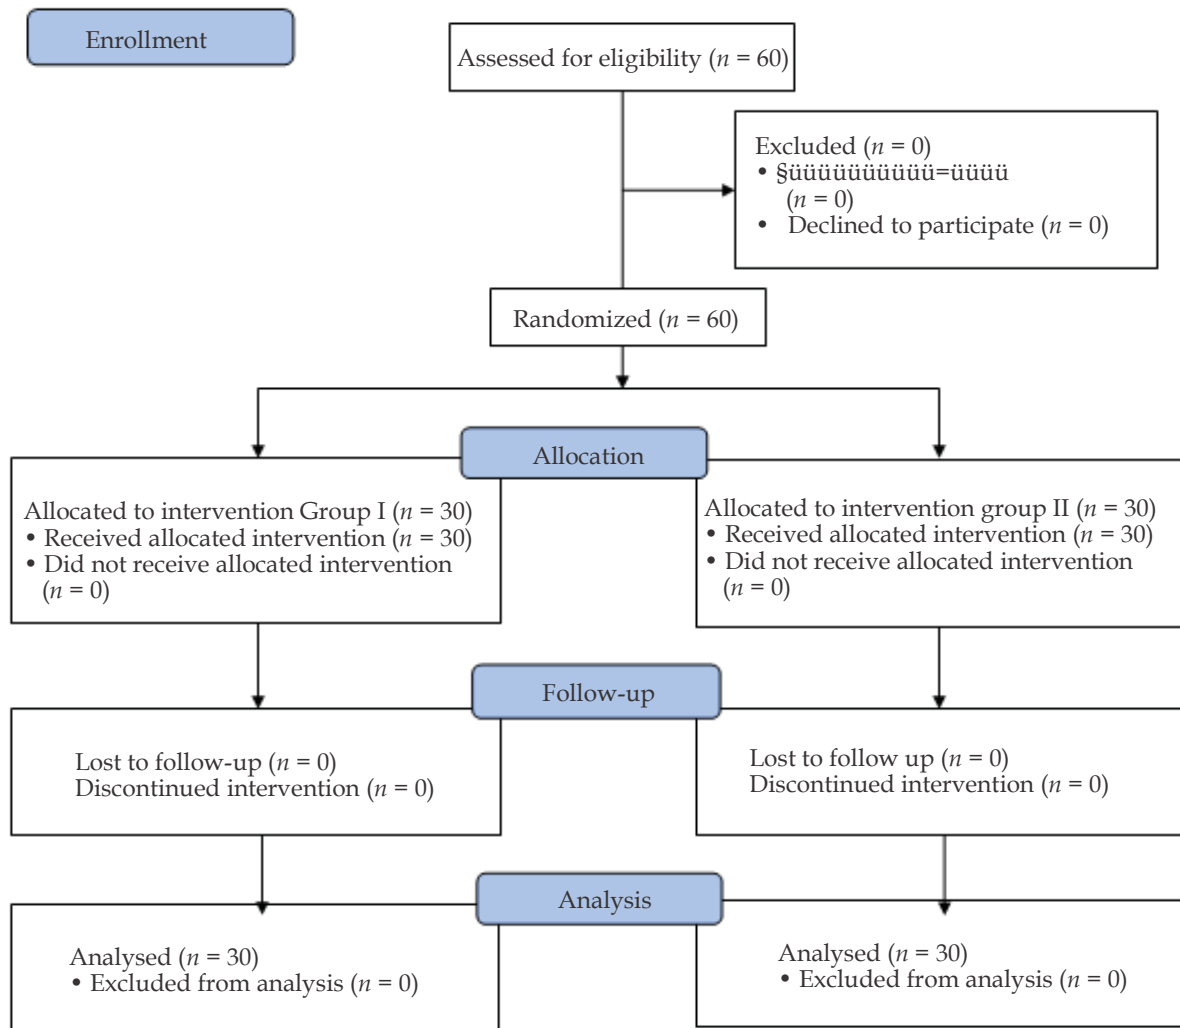 Enrollment
Assessed for eligibility (n = 60)
Excluded (n = 0)
• §üüüüüüüüüü=üüüü
(n = 0)
• Declined to participate (n = 0)
Randomized (n = 60)
Allocation
Allocated to intervention Group I (n = 30)
• Received allocated intervention (n = 30)
• Did not receive allocated intervention
(n = 0)
Allocated to intervention group II (n = 30)
• Received allocated intervention (n = 30)
• Did not receive allocated intervention
(n = 0)
Follow-up
Lost to follow-up (n = 0)
Discontinued intervention (n = 0)
Lost to follow up (n = 0)
Discontinued intervention (n = 0)
Analysis
Analysed (n = 30)
• Excluded from analysis (n = 0)
Analysed (n = 30)
• Excluded from analysis (n = 0)